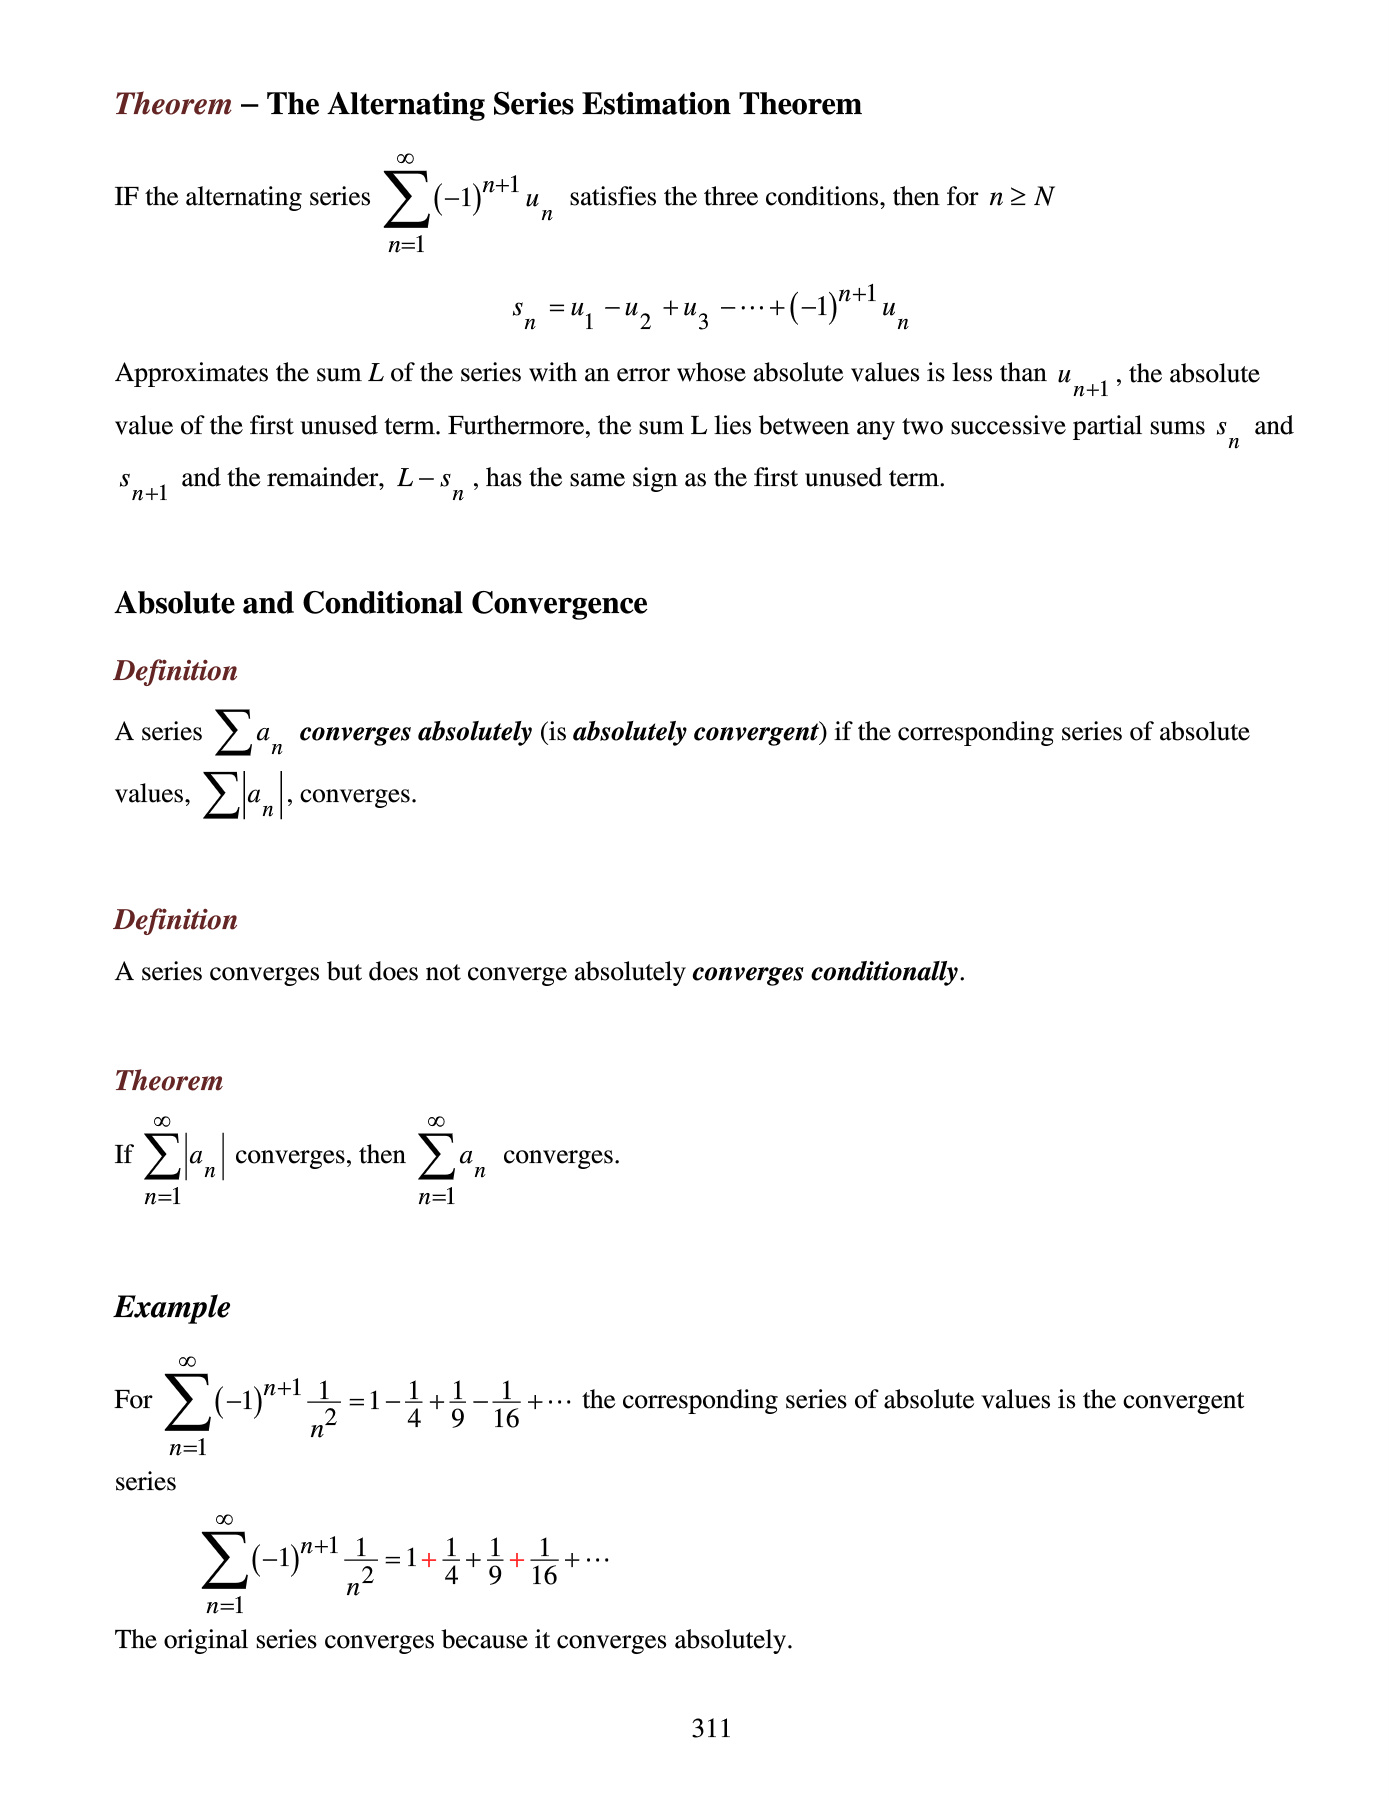 Theorem – The Alternating Series Estimation Theorem
IF the alternating series $\sum_{n=1}^{\infty} (-1)^{n+1} u_n$ satisfies the three conditions, then for $n \geq N$
$s_n = u_1 - u_2 + u_3 - \cdots + (-1)^{n+1} u_n$
Approximates the sum L of the series with an error whose absolute values is less than $u_{n+1}$, the absolute
value of the first unused term. Furthermore, the sum L lies between any two successive partial sums $s_n$ and
$s_{n+1}$ and the remainder, $L - s_n$, has the same sign as the first unused term.
Absolute and Conditional Convergence
Definition
A series $\sum a_n$ converges absolutely (is absolutely convergent) if the corresponding series of absolute
values, $\sum |a_n|$, converges.
Definition
A series converges but does not converge absolutely converges conditionally.
Theorem
If $\sum_{n=1}^{\infty} |a_n|$ converges, then $\sum_{n=1}^{\infty} a_n$ converges.
Example
For $\sum_{n=1}^{\infty} (-1)^{n+1} \frac{1}{n^2} = 1 - \frac{1}{4} + \frac{1}{9} - \frac{1}{16} + \cdots$ the corresponding series of absolute values is the convergent
series
$\sum_{n=1}^{\infty} (-1)^{n+1} \frac{1}{n^2} = 1 + \frac{1}{4} + \frac{1}{9} + \frac{1}{16} + \cdots$
The original series converges because it converges absolutely.
311